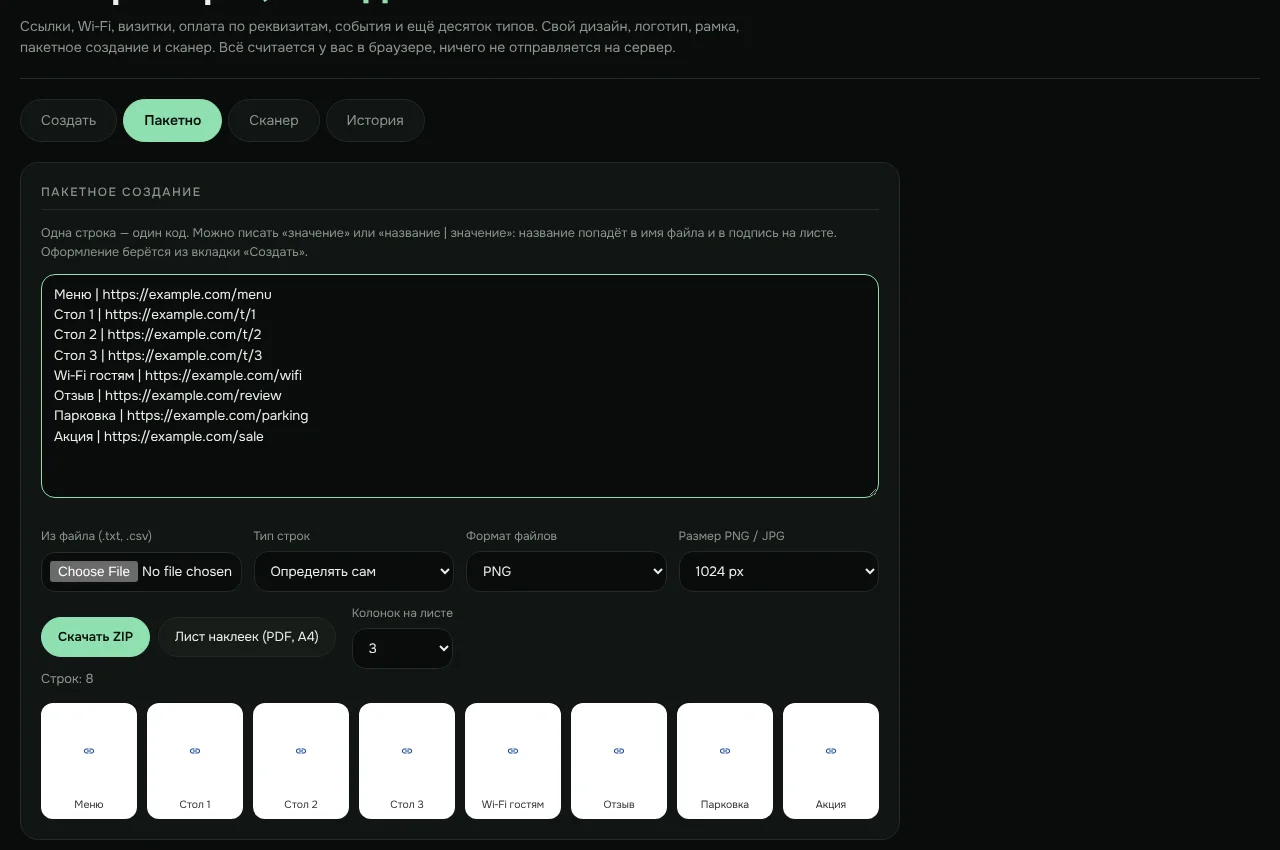 Ссылки, Wi-Fi, визитки, оплата по реквизитам, события и ещё десяток типов. Свой дизайн, логотип, рамка,
пакетное создание и сканер. Всё считается у вас в браузере, ничего не отправляется на сервер.
Создать
Пакетно
Сканер
История
ПАКЕТНОЕ СОЗДАНИЕ
Одна строка — один код. Можно писать «значение» или «название | значение»: название попадёт в имя файла и в подпись на листе.
Оформление берётся из вкладки «Создать».
Меню | https://example.com/menu
Стол 1 | https://example.com/t/1
Стол 2 | https://example.com/t/2
Стол 3 | https://example.com/t/3
Wi-Fi гостям | https://example.com/wifi
Отзыв | https://example.com/review
Парковка | https://example.com/parking
Акция | https://example.com/sale
Из файла (.txt, .csv)
Тип строк
Формат файлов
Размер PNG / JPG
Choose File No file chosen
Определять сам
PNG
1024 px
Колонок на листе
Скачать ZIP
Лист наклеек (PDF, A4)
3
Строк: 8
Меню
Стол 1
Стол 2
Стол 3
Wi-Fi гостям
Отзыв
Парковка
Акция